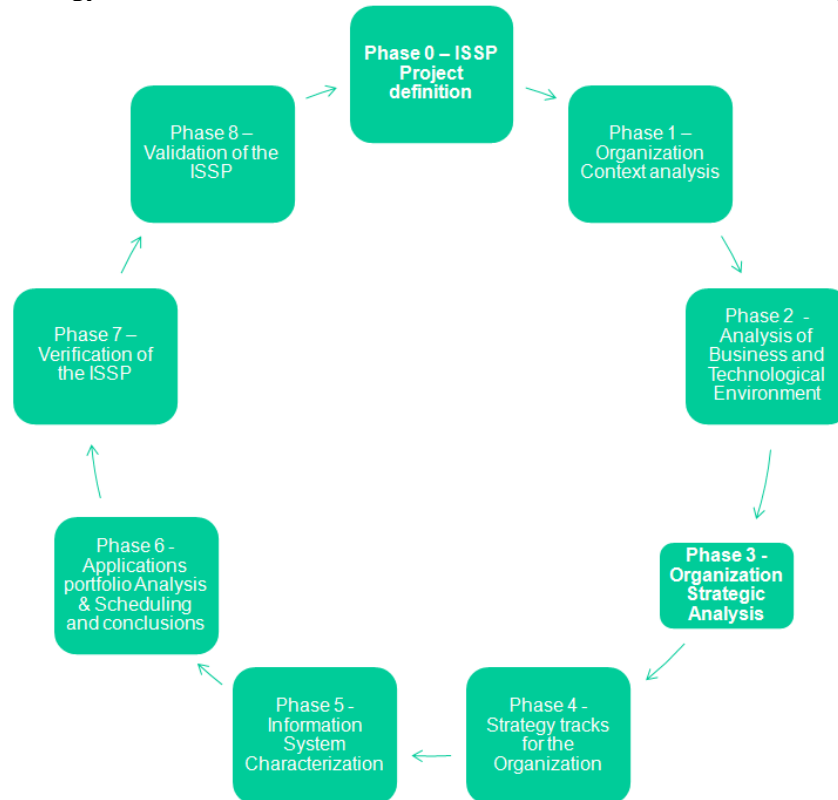 Phase 0 – ISSP
Project
definition
Phase 1 –
Organization
Context analysis
Phase 2  -
Analysis of
Business and
Technological
Environment
Phase 3 -
Organization
Strategic
Analysis
Phase 4 -
Strategy tracks
for the
Organization
Phase 5 -
Information
System
Characterization
Phase 6 -
Applications
portfolio Analysis
& Scheduling
and conclusions
Phase 7 –
Verification of
the ISSP
Phase 8 –
Validation of the
ISSP